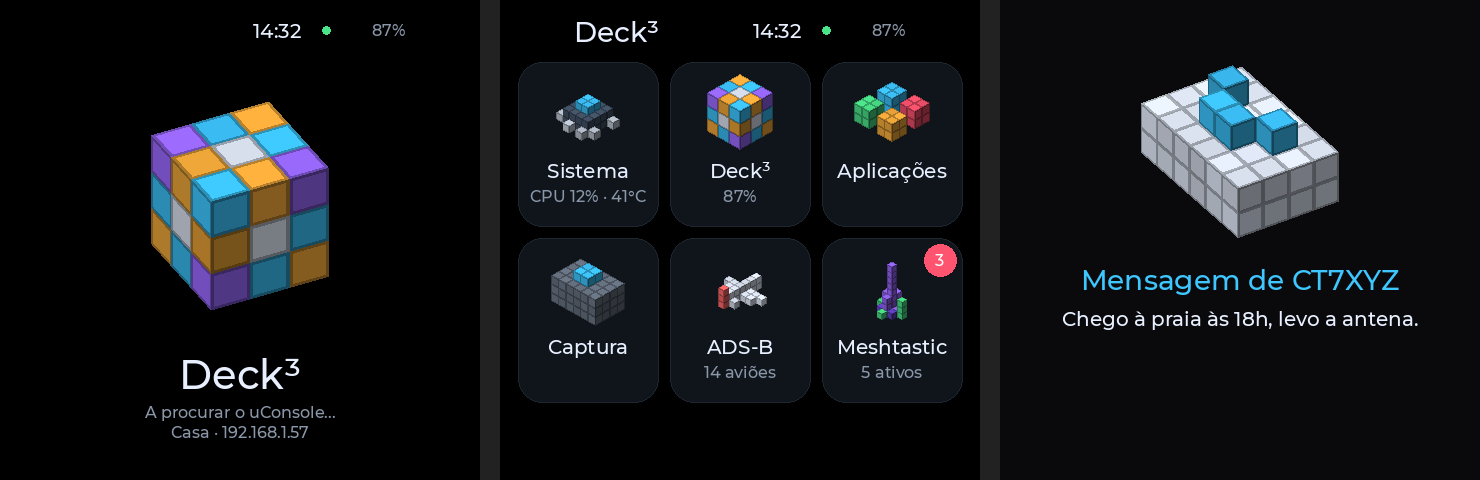 14:32 87%
Deck³
A procurar o uConsole...
Casa · 192.168.1.57
Deck³ 14:32 87%
Sistema
CPU 12% · 41°C
Deck³
87%
Aplicações
Captura
ADS-B
14 aviões
3
Meshtastic
5 ativos
Mensagem de CT7XYZ
Chego à praia às 18h, levo a antena.